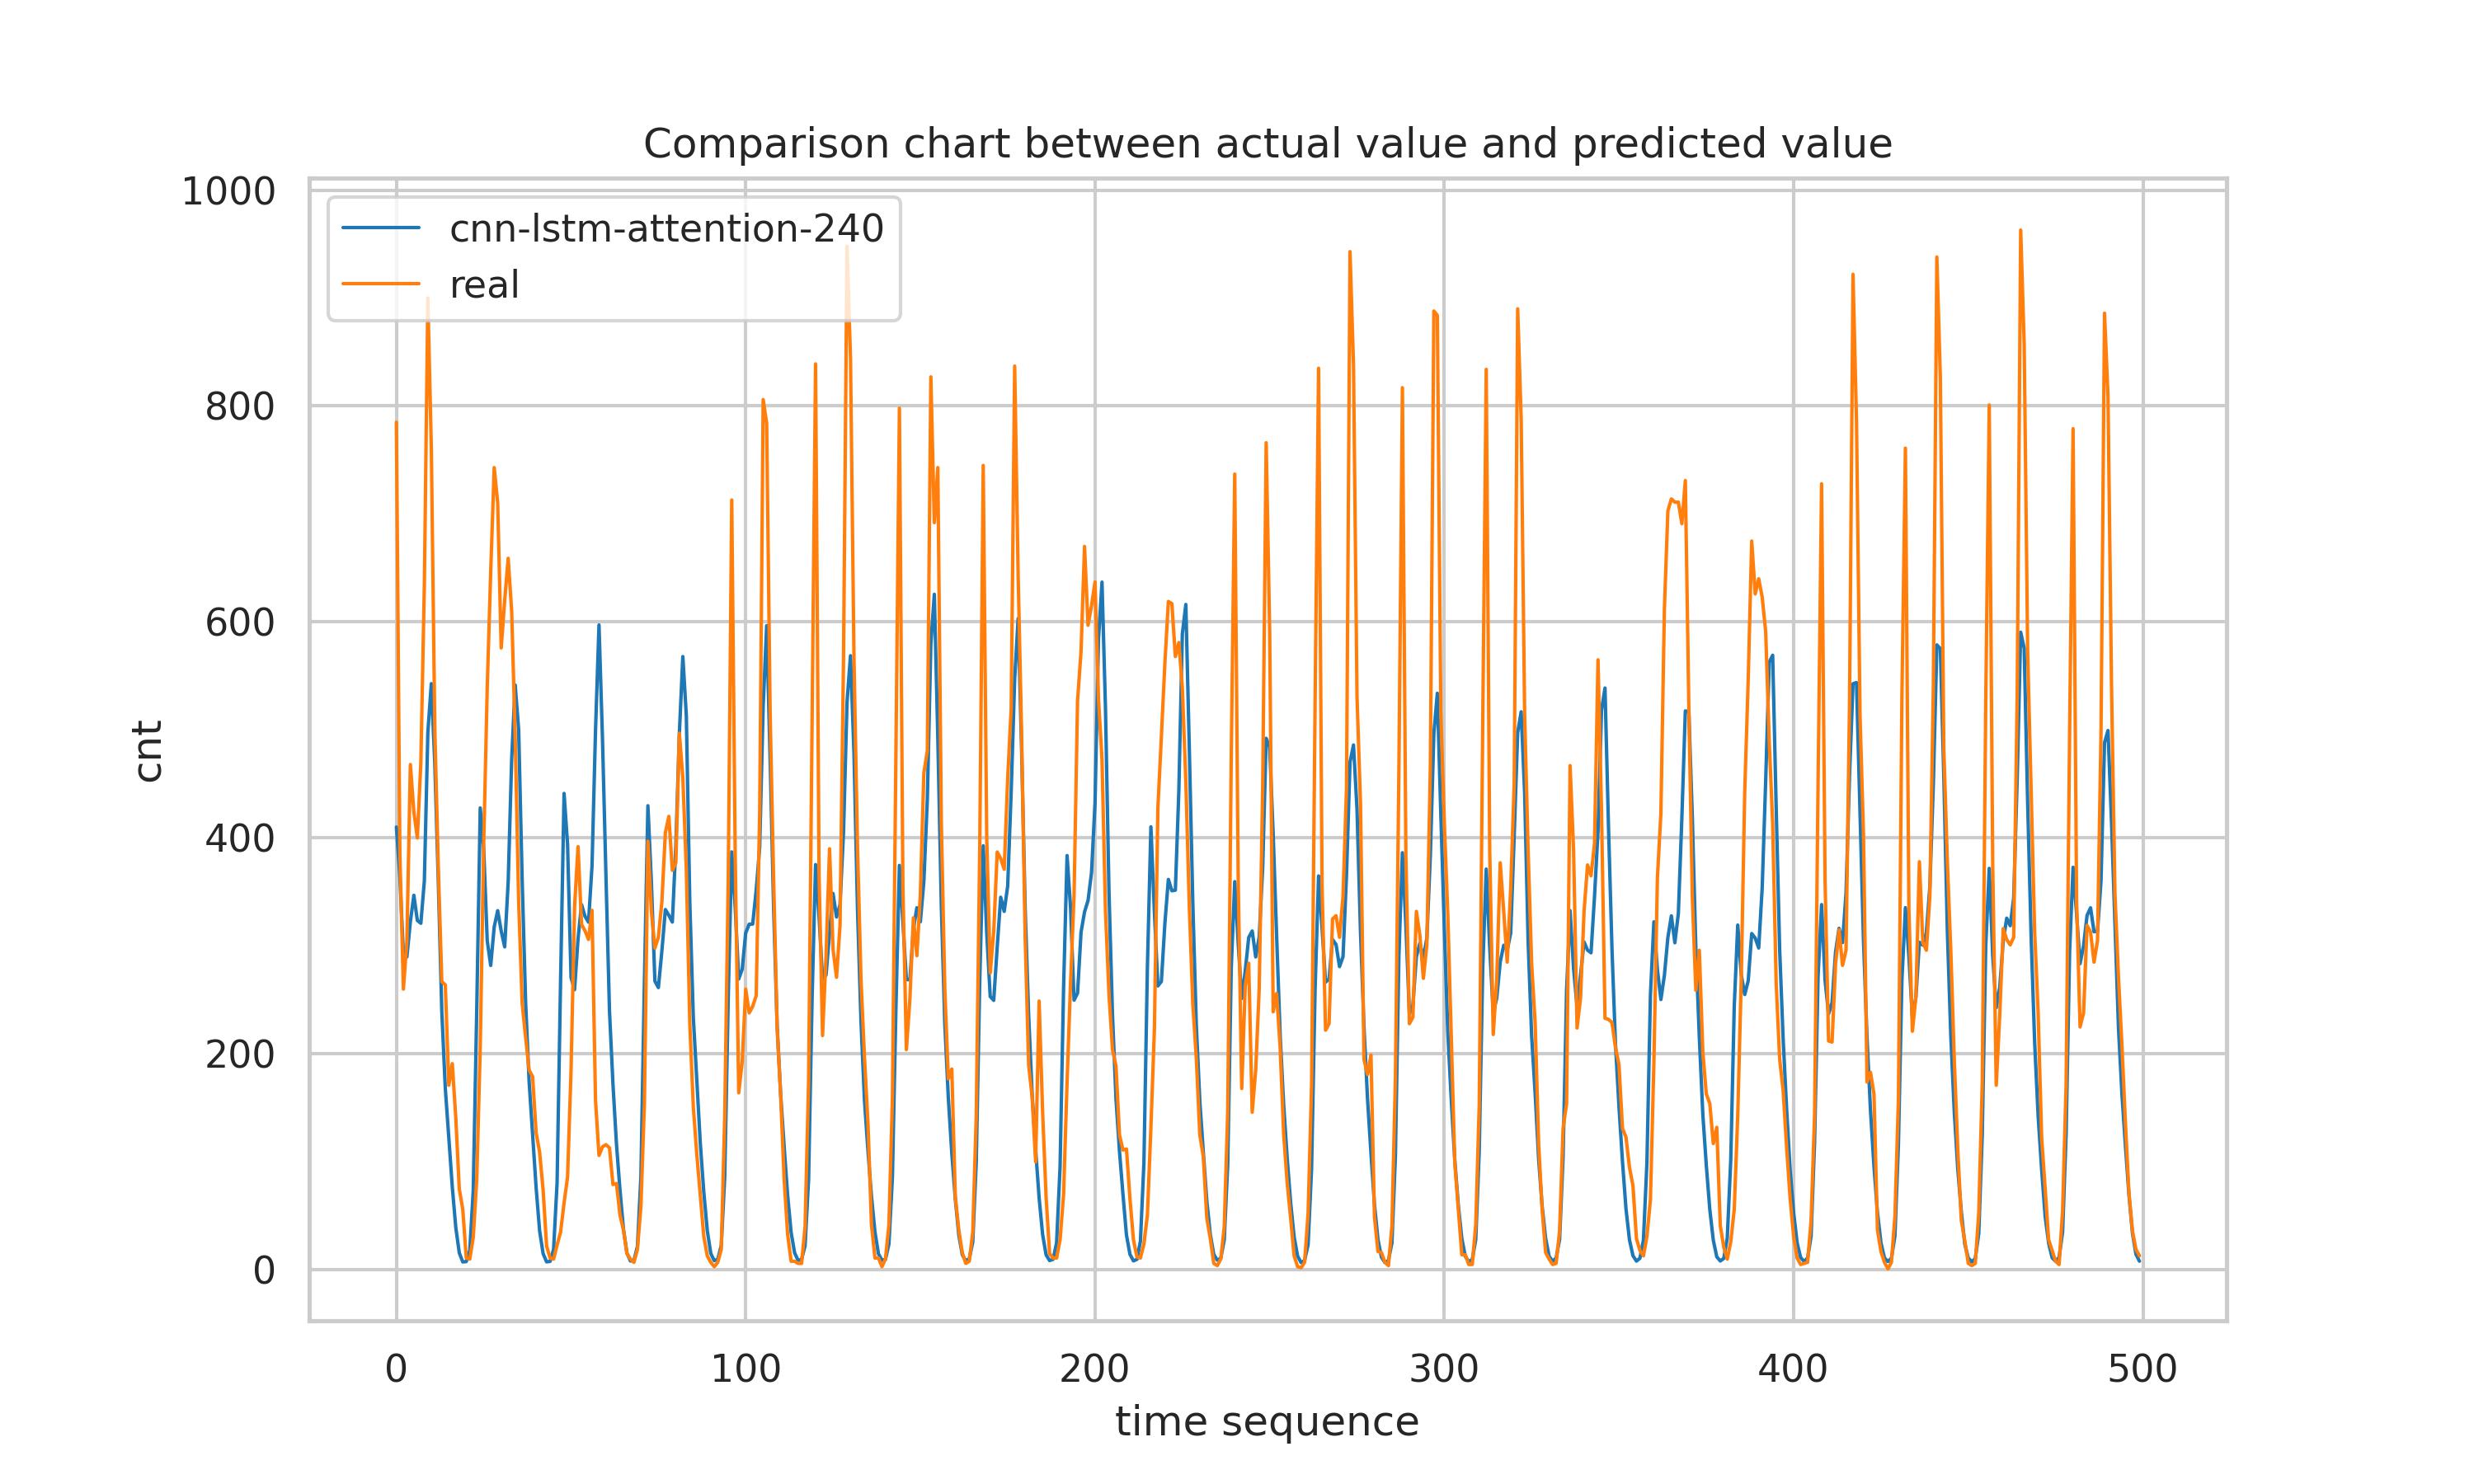 Comparison chart between actual value and predicted value
cnn-lstm-attention-240
real
1000
800
600
400
200
0
cnt
0 100 200 300 400 500
time sequence